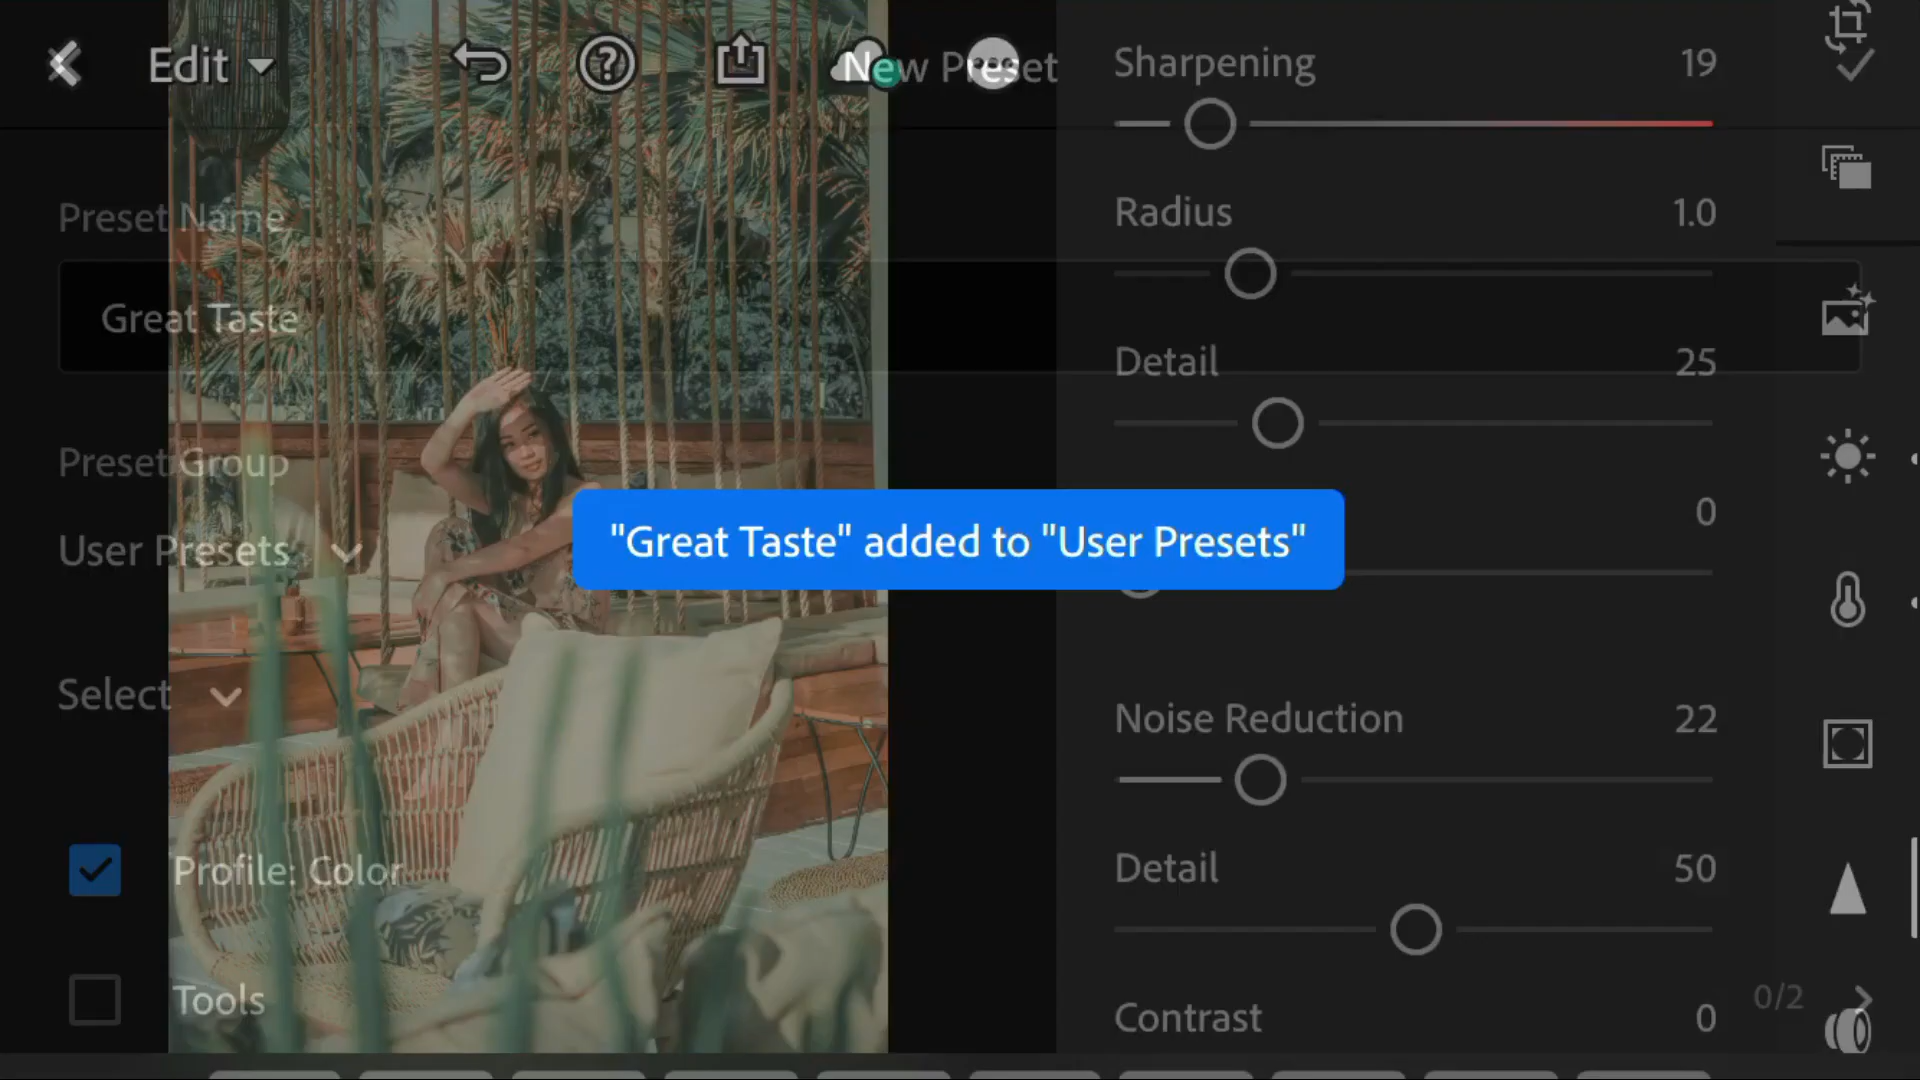 Edit
New Preset
Preset Name
Great Taste
Preset Group
User Presets
Select
Profile: Color
Tools
0/2
"Great Taste" added to "User Presets"
Sharpening 19
Radius 1.0
Detail 25
0
Noise Reduction 22
Detail 50
Contrast 0